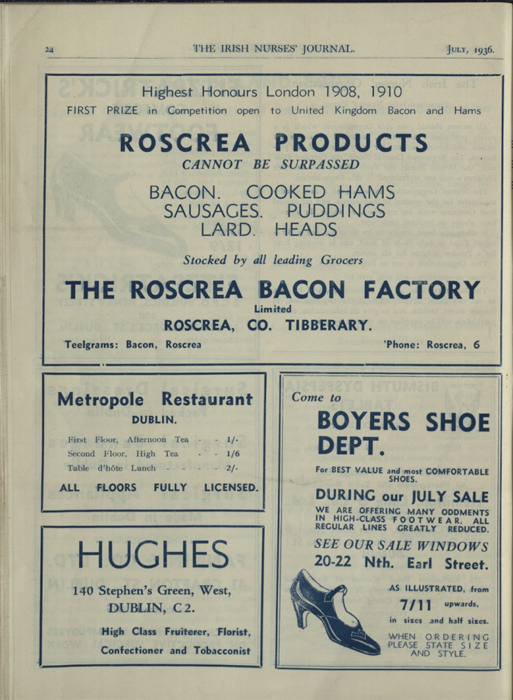 22 THE IRISH NURSES' JOURNAL. JULY, 1936.
Highest Honours London 1908, 1910
FIRST PRIZE in Competition open to United Kingdom Bacon and Hams
ROSCREA PRODUCTS
CANNOT BE SURPASSED
BACON. COOKED HAMS
SAUSAGES. PUDDINGS
LARD. HEADS
Stocked by all leading Grocers
THE ROSCREA BACON FACTORY
Limited
ROSCREA, CO. TIBBERARY.
Teelgrams: Bacon, Roscrea 'Phone: Roscrea, 6
Metropole Restaurant
DUBLIN.
First Floor, Afternoon Tea - - 1/-
Second Floor, High Tea - - 1/6
Table d'hôte Lunch - 2/-
ALL FLOORS FULLY LICENSED.
HUGHES
140 Stephen's Green, West,
DUBLIN, C2.
High Class Fruiterer, Florist,
Confectioner and Tobacconist
Come to
BOYERS SHOE
DEPT.
For BEST VALUE and most COMFORTABLE
SHOES.
DURING our JULY SALE
WE ARE OFFERING MANY ODDMENTS
IN HIGH-CLASS FOOTWEAR. ALL
REGULAR LINES GREATLY REDUCED.
SEE OUR SALE WINDOWS
20-22 Nth. Earl Street.
AS ILLUSTRATED, from
7/11 upwards,
in sizes and half sizes.
WHEN ORDERING
PLEASE STATE SIZE
AND STYLE.